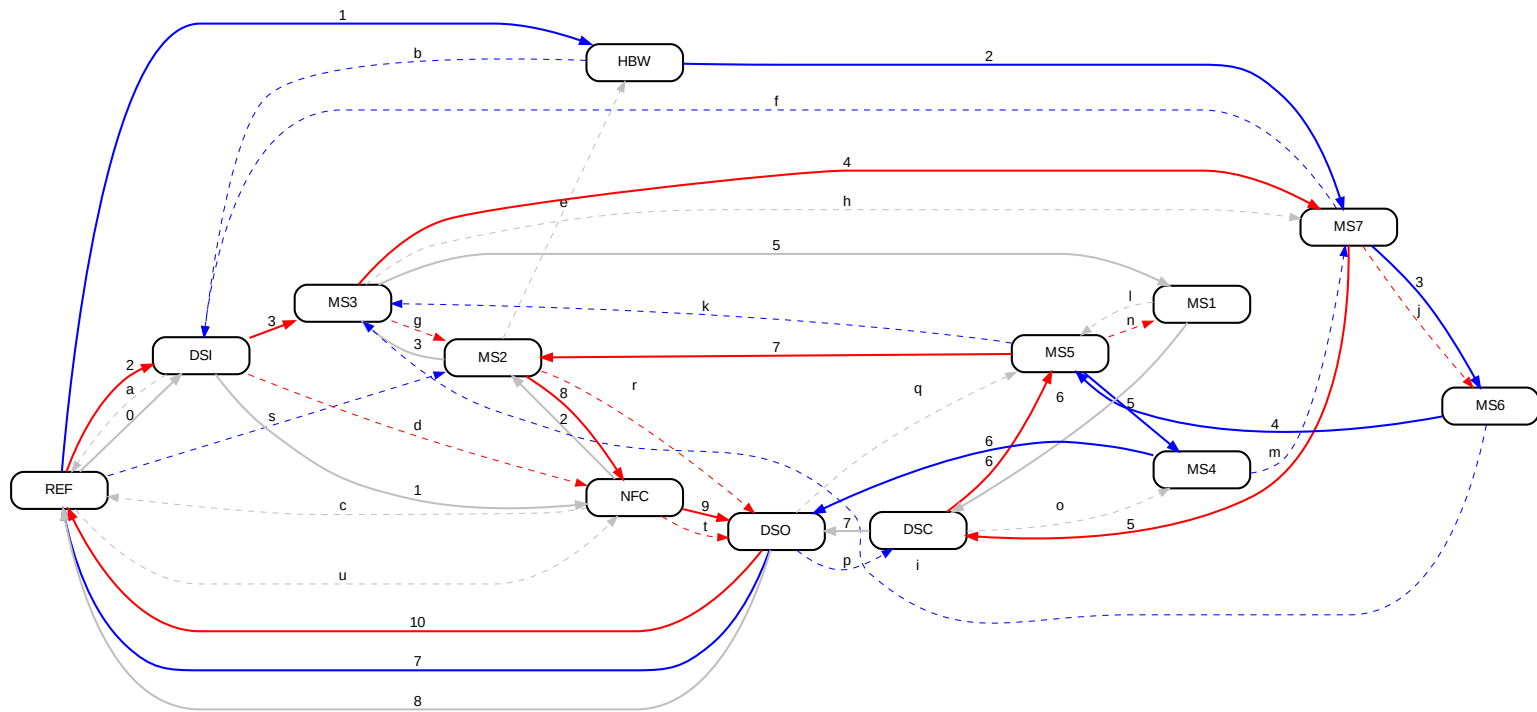 1
b
HBW
2
f
4
e
h
MS7
5
3
j
MS3
k
l
MS1
3
g
n
DSI
3
MS2
7
MS5
2
a
0
r
q
8
2
6
5
MS6
s
d
4
6
6
m
MS4
REF
1
NFC
c
9
t
DSO
7
DSC
o
5
p
i
u
10
7
8